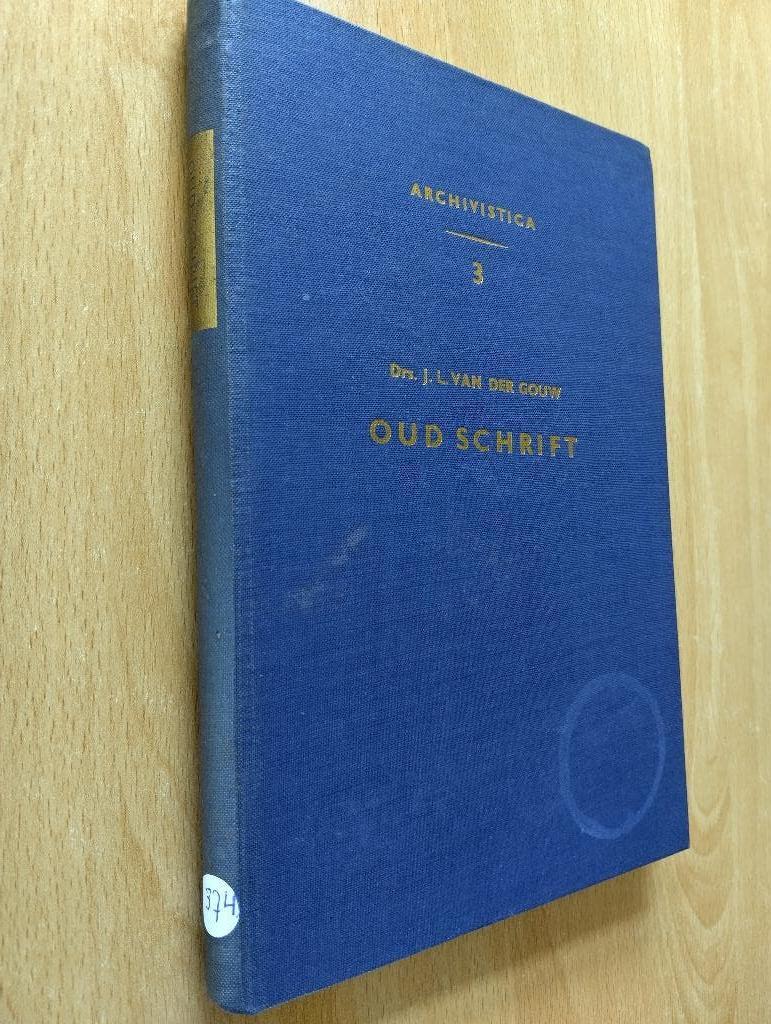 ARCHIVISTICA
3
Drs. J. L. VAN DER GOUW
OUD SCHRIFT
374